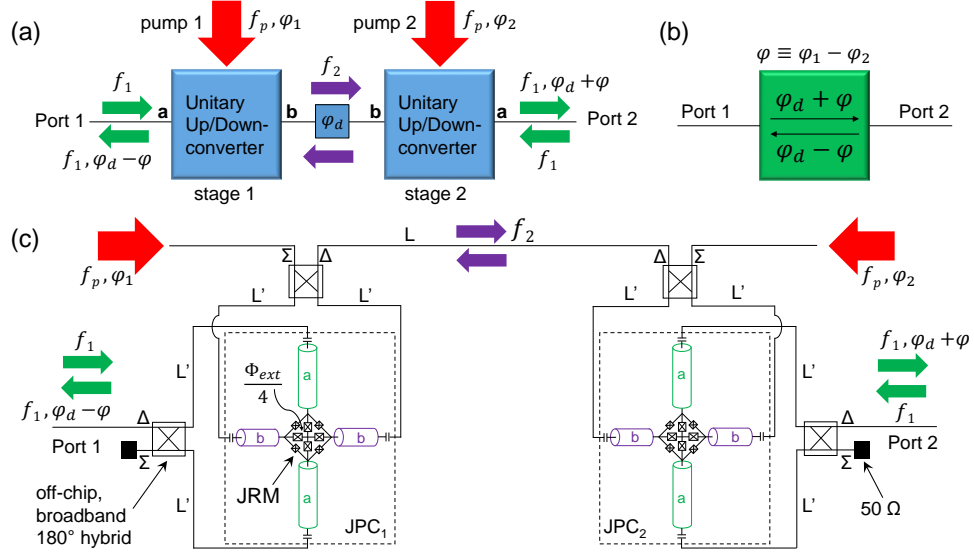 (a)
pump 1
f_p, φ_1
pump 2
f_p, φ_2
(b)
φ ≡ φ_1 − φ_2
f_1
f_2
f_1, φ_d+φ
Port 1
a
Unitary
Up/Down-
converter
b
φ_d
b
Unitary
Up/Down-
converter
a
Port 2
f_1, φ_d−φ
f_1
stage 1
stage 2
Port 1
φ_d + φ
φ_d − φ
Port 2
(c)
f_p, φ_1
Σ
Δ
L
f_2
Δ
Σ
f_p, φ_2
L'
L'
L'
L'
f_1
f_1, φ_d−φ
Port 1
L'
Δ
Σ
L'
off-chip,
broadband
180° hybrid
Φ_ext
4
a
b
b
a
JRM
JPC_1
a
b
b
a
JPC_2
L'
Δ
Σ
L'
f_1, φ_d+φ
f_1
Port 2
50 Ω